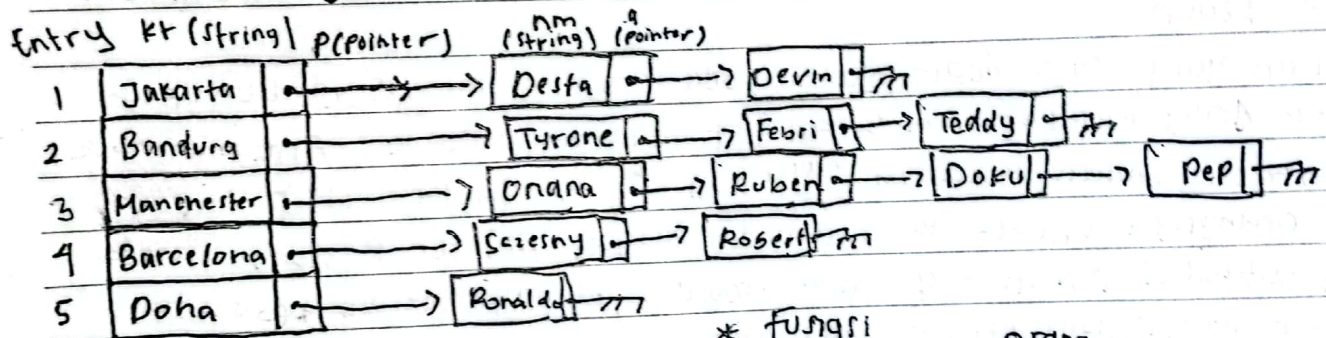 Entry kt (string) p(pointer) nm (string) q (pointer)
1 Jakarta Desta Devin
2 Bandung Tyrone Febri Teddy
3 Manchester Onana Ruben Doku Pep
4 Barcelona Sczesny Robert
5 Doha Ronaldo
* fungsi